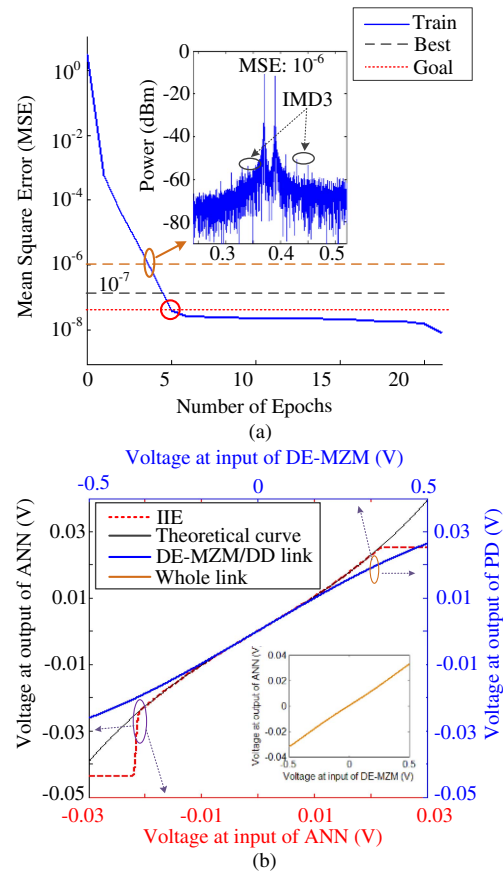 (a)
Train
Best
Goal
Mean Square Error (MSE)
10^0
10^-2
10^-4
10^-6
10^-7
10^-8
0
5
10
15
20
Number of Epochs
Power (dBm)
0
-20
-40
-60
-80
0.3
0.4
0.5
MSE: 10^-6
IMD3
(a)
Voltage at input of DE-MZM (V)
-0.5
0
0.5
IIE
Theoretical curve
DE-MZM/DD link
Whole link
Voltage at output of ANN (V)
0.03
0.01
-0.01
-0.03
-0.05
Voltage at output of PD (V)
0.03
0.01
-0.01
-0.03
-0.05
-0.03
-0.01
0.01
0.03
Voltage at input of ANN (V)
Voltage at output of ANN (V)
0.04
0.02
0
-0.02
-0.04
-0.5
0
0.5
Voltage at input of DE-MZM (V)
(b)